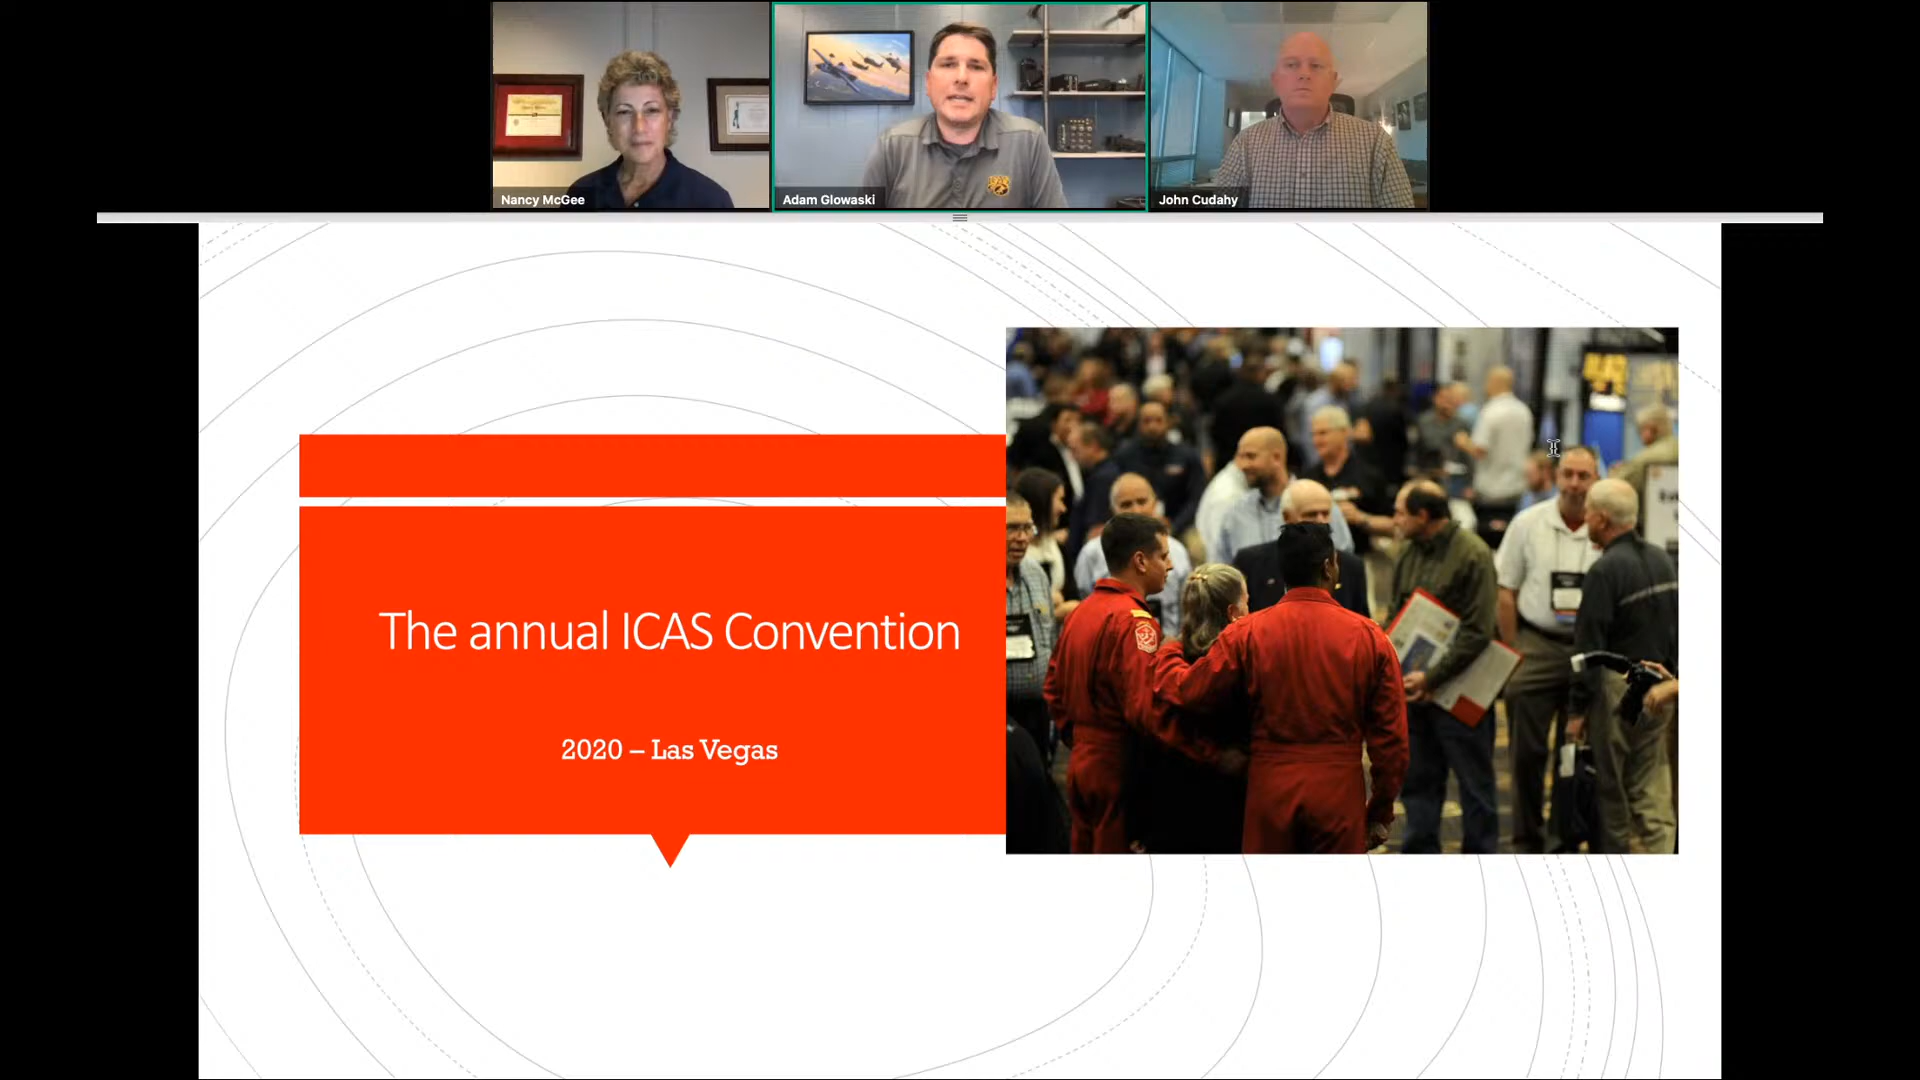 Nancy McGee
Adam Glowaski
John Cudahy
The annual ICAS Convention
2020 – Las Vegas